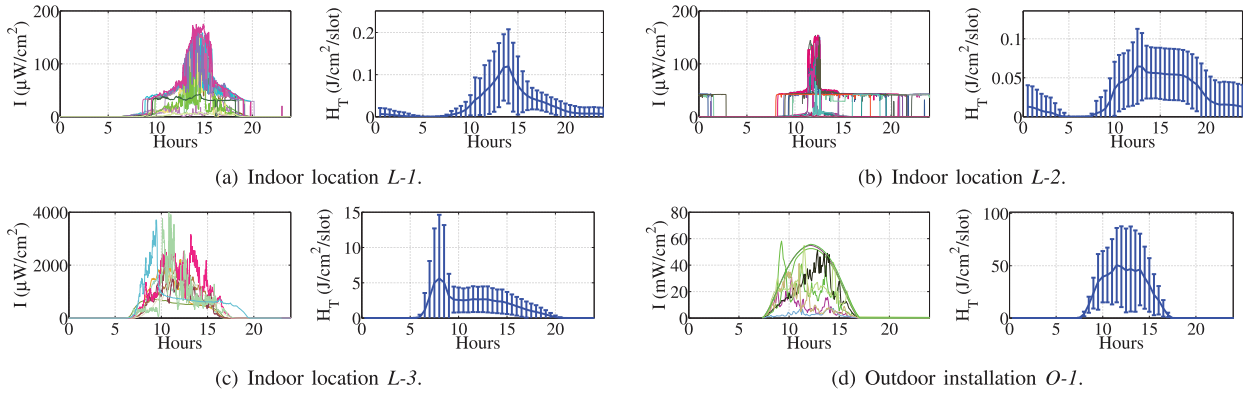 I (μW/cm²)
200
100
0
0 5 10 15 20
Hours
H_T (J/cm²/slot)
0.2
0.1
0
0 5 10 15 20
Hours
(a) Indoor location L-1.
I (μW/cm²)
200
100
0
0 5 10 15 20
Hours
H_T (J/cm²/slot)
0.1
0.05
0
0 5 10 15 20
Hours
(b) Indoor location L-2.
I (μW/cm²)
4000
2000
0
0 5 10 15 20
Hours
H_T (J/cm²/slot)
15
10
5
0
0 5 10 15 20
Hours
(c) Indoor location L-3.
I (mW/cm²)
80
60
40
20
0
0 5 10 15 20
Hours
H_T (J/cm²/slot)
100
50
0
0 5 10 15 20
Hours
(d) Outdoor installation O-1.